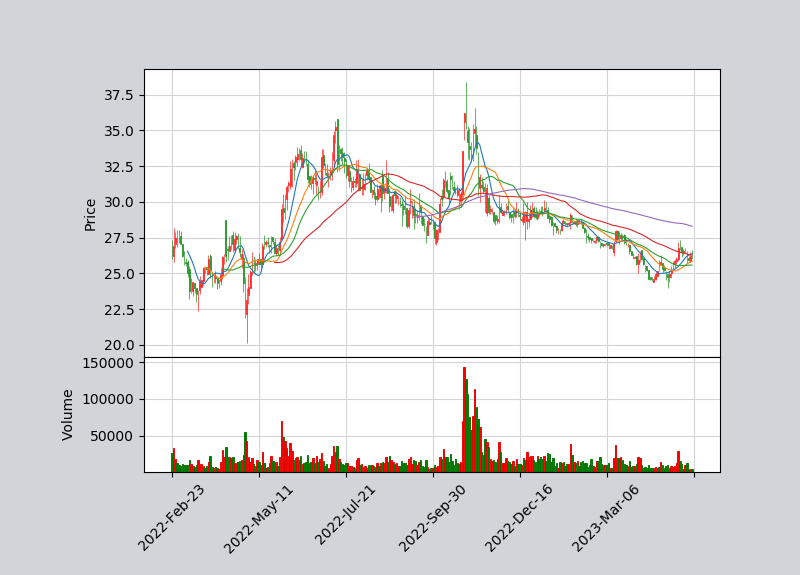 37.5
35.0
32.5
30.0
27.5
25.0
22.5
20.0
Price
150000
100000
50000
Volume
2022-Feb-23
2022-May-11
2022-Jul-21
2022-Sep-30
2022-Dec-16
2023-Mar-06